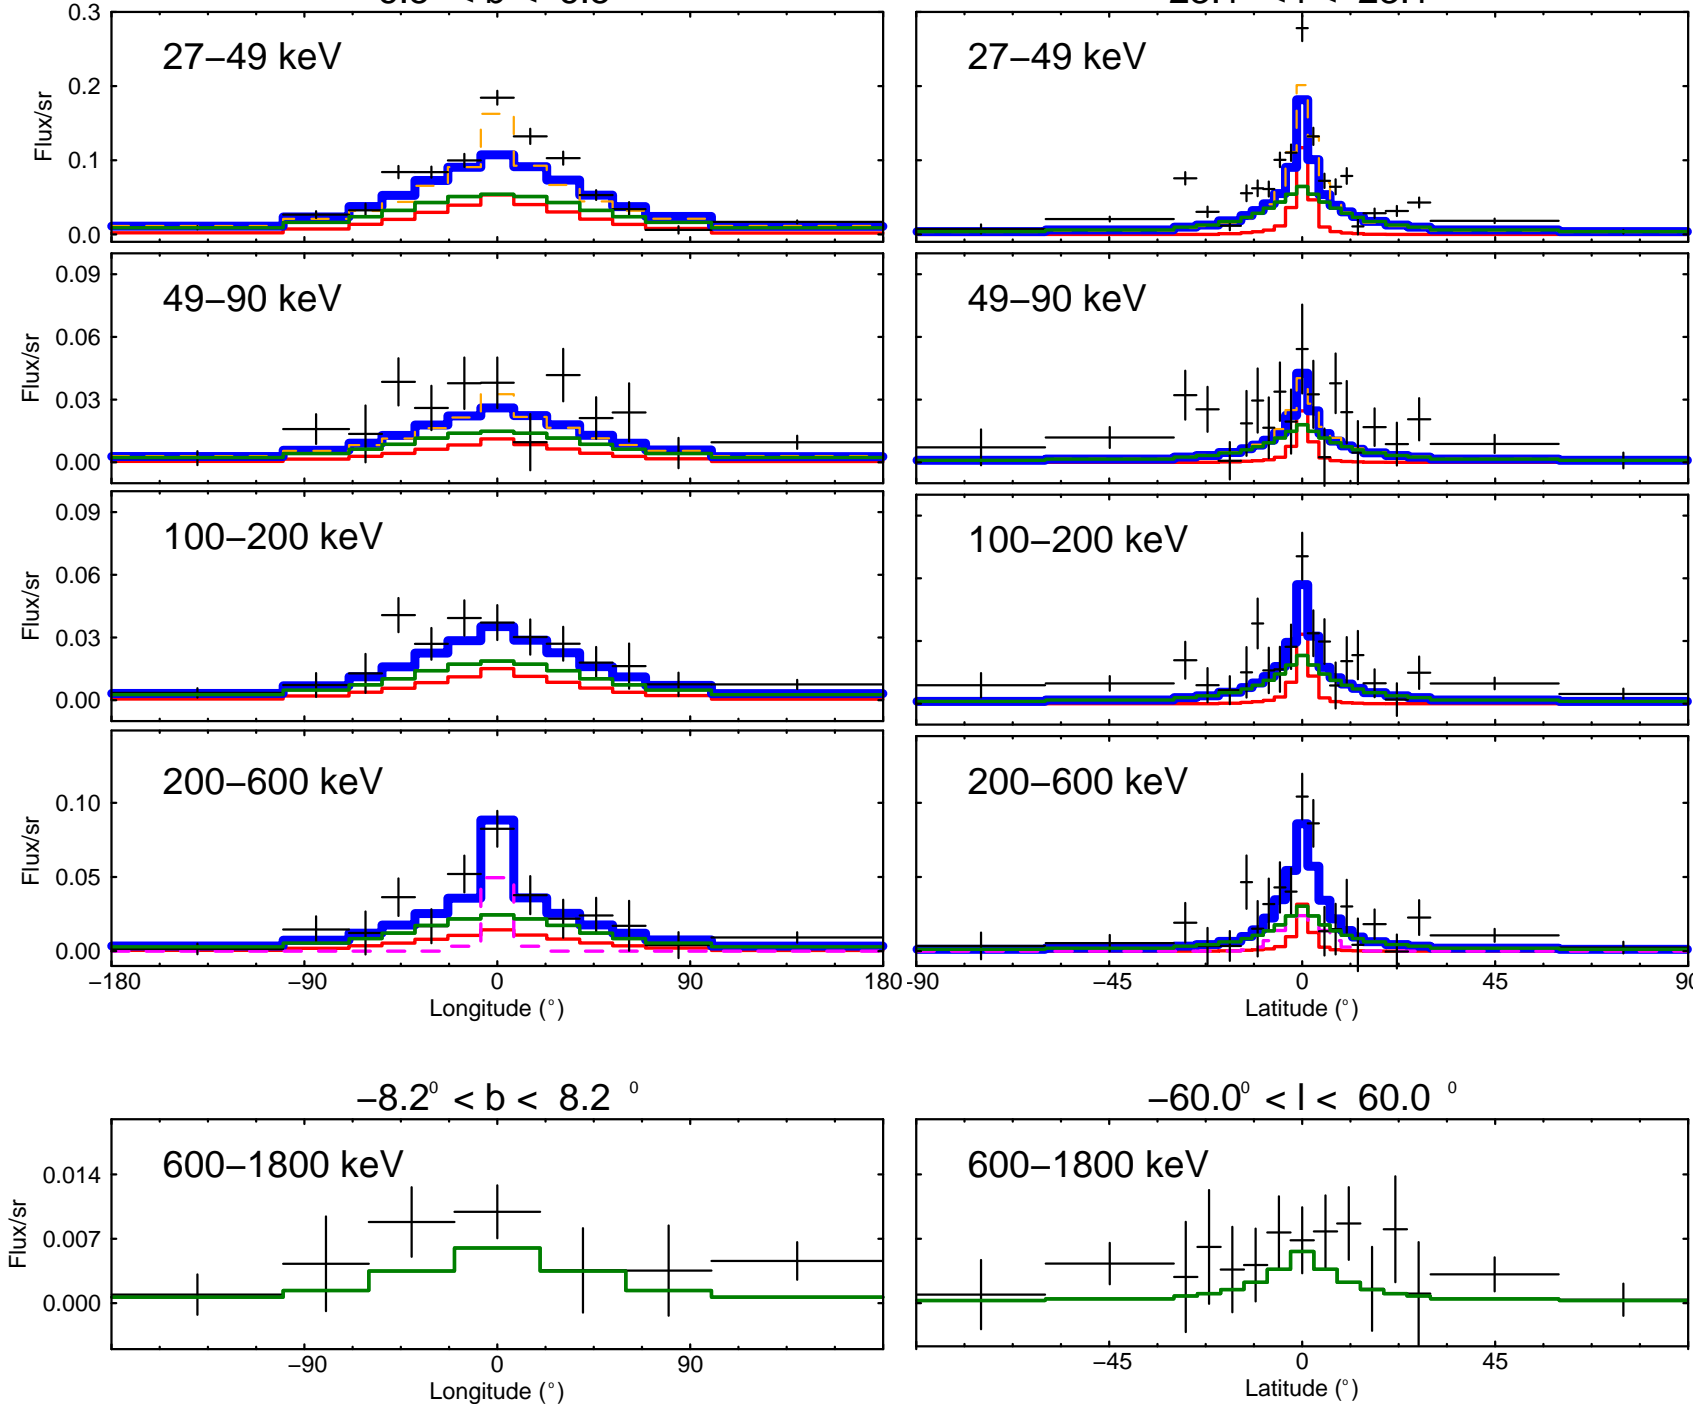 0.3
0.2
0.1
0.0
Flux/sr
27–49 keV
27–49 keV
0.09
0.06
0.03
0.00
Flux/sr
49–90 keV
49–90 keV
0.09
0.06
0.03
0.00
Flux/sr
100–200 keV
100–200 keV
0.10
0.05
0.00
Flux/sr
200–600 keV
200–600 keV
−180 −90 0 90 180
−90 −45 0 45
Longitude (°)
Latitude (°)
−8.2⁰ < b < 8.2 ⁰
−60.0⁰ < l < 60.0 ⁰
0.014
0.007
0.000
Flux/sr
600–1800 keV
600–1800 keV
−90 0 90
−45 0 45
Longitude (°)
Latitude (°)